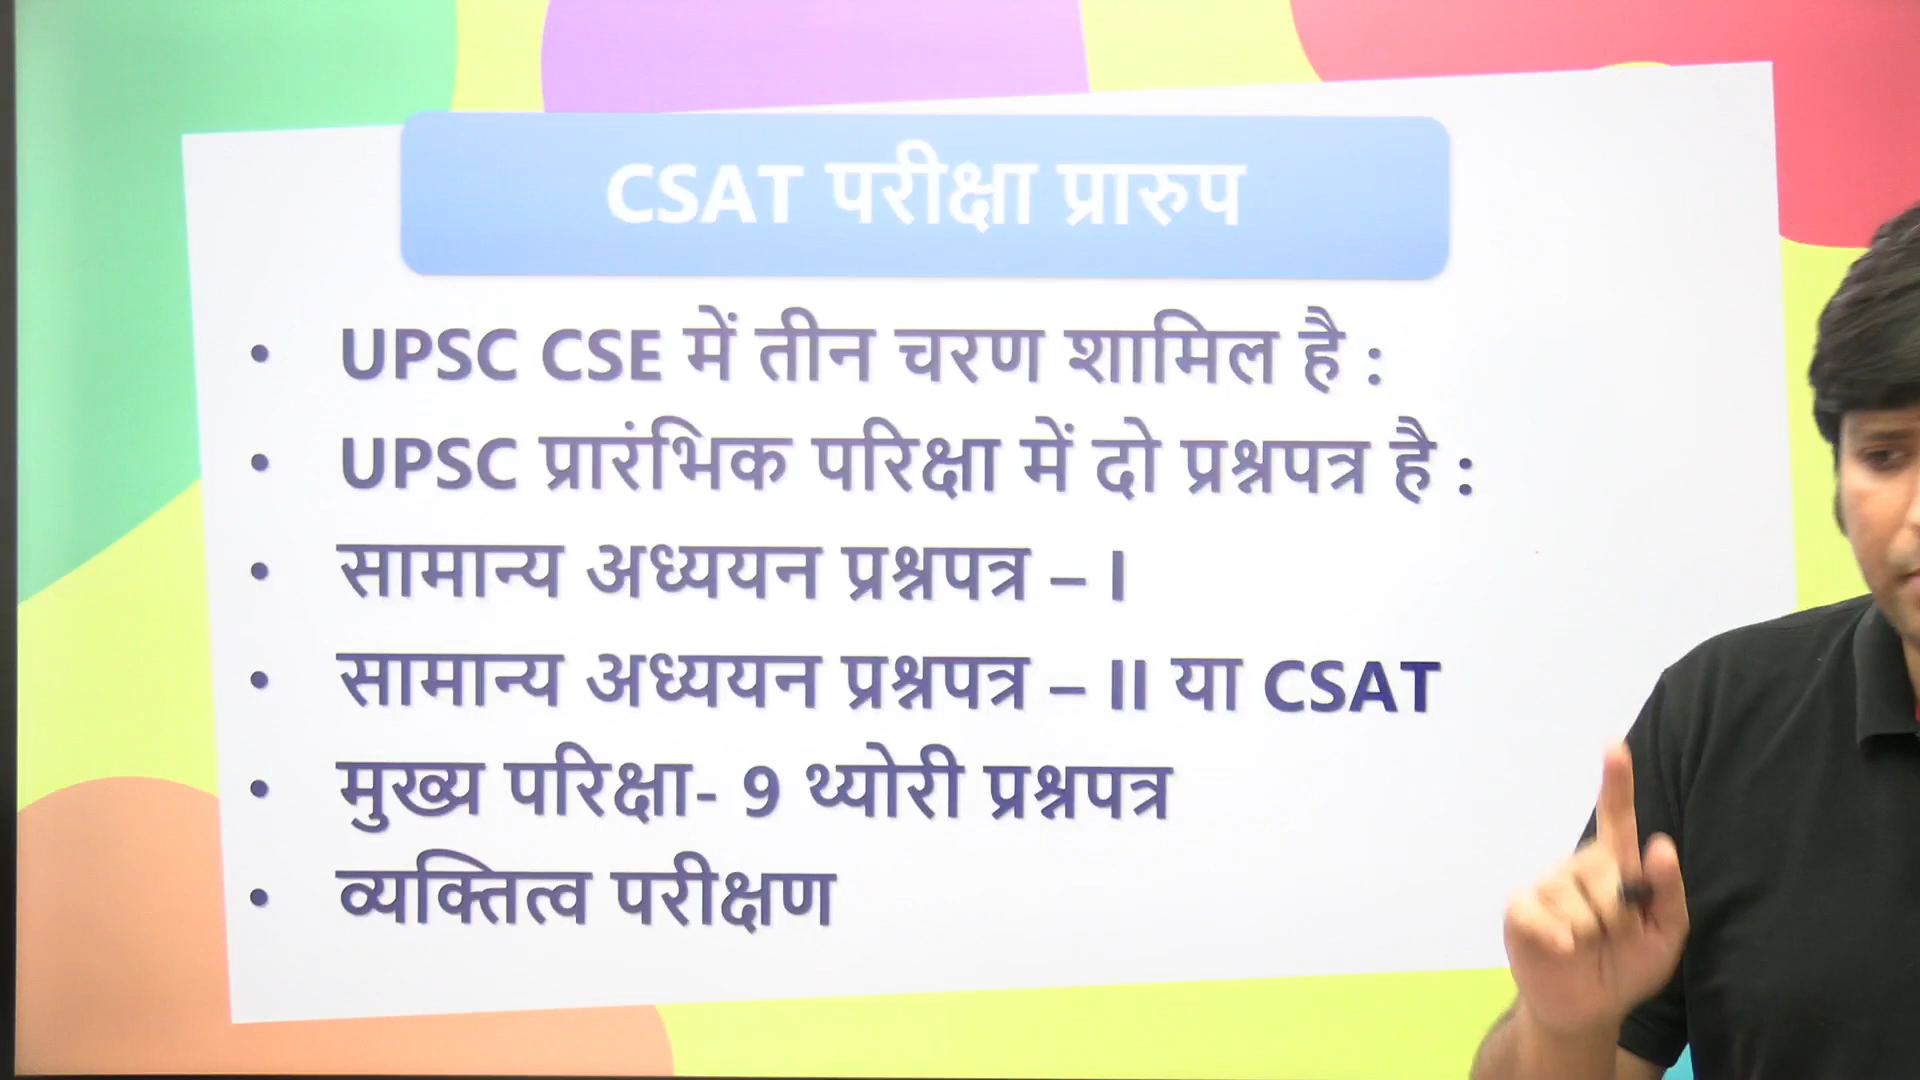 CSAT परीक्षा प्रारुप
• UPSC CSE में तीन चरण शामिल है :
• UPSC प्रारंभिक परिक्षा में दो प्रश्नपत्र है :
• सामान्य अध्ययन प्रश्नपत्र – I
• सामान्य अध्ययन प्रश्नपत्र – II या CSAT
• मुख्य परिक्षा- 9 थ्योरी प्रश्नपत्र
• व्यक्तित्व परीक्षण